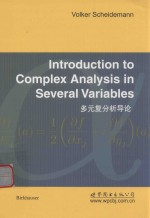 Volker Scheidemann
Introduction to
Complex Analysis in
Several Variables
多元复分析导论
Birkhäuser
世界图书出版公司
www.wpcbj.com.cn